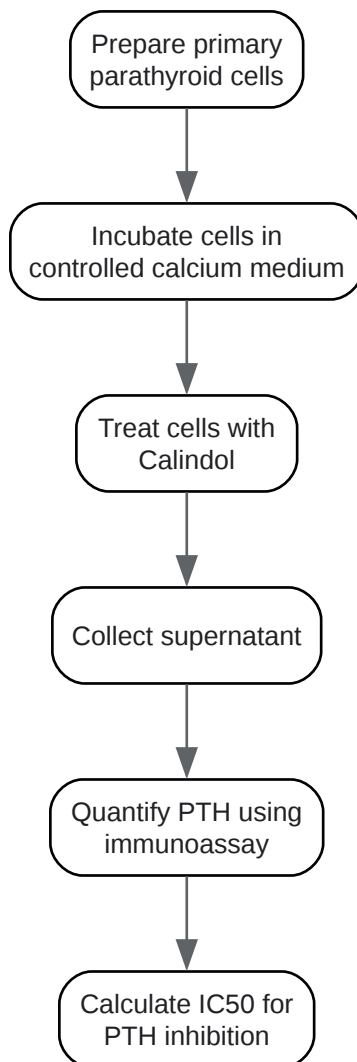 Prepare primary
parathyroid cells
Incubate cells in
controlled calcium medium
Treat cells with
Calindol
Collect supernatant
Quantify PTH using
immunoassay
Calculate IC50 for
PTH inhibition